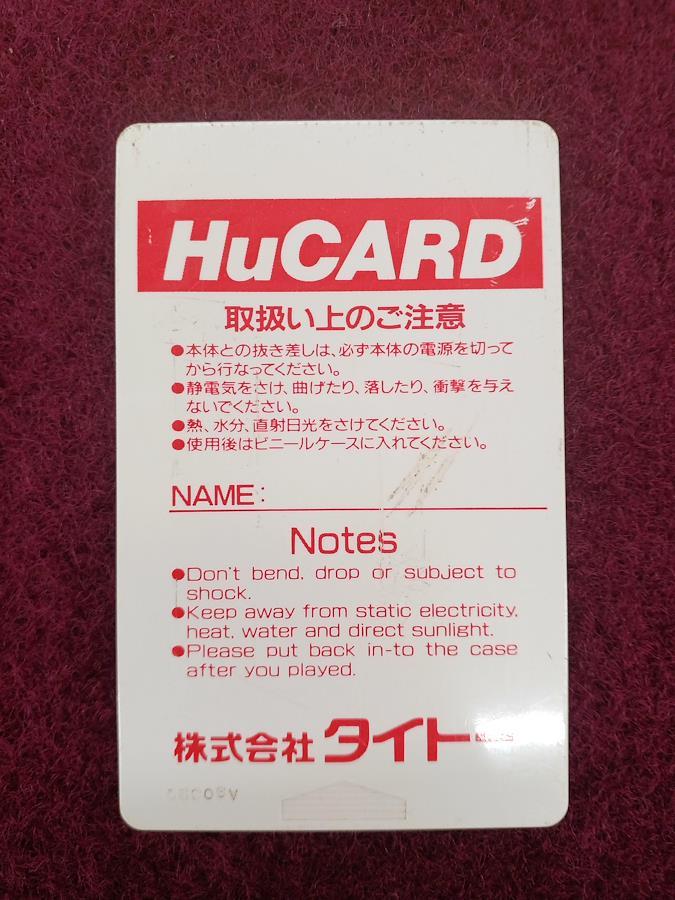 HuCARD
取扱い上のご注意
●本体との抜き差しは、必ず本体の電源を切って
から行なってください。
●静電気をさけ、曲げたり、落したり、衝撃を与え
ないでください。
●熱、水分、直射日光をさけてください。
●使用後はビニールケースに入れてください。
NAME:
Notes
●Don't bend, drop or subject to
shock.
●Keep away from static electricity,
heat, water and direct sunlight.
●Please put back in-to the case
after you played.
株式会社 タイトー